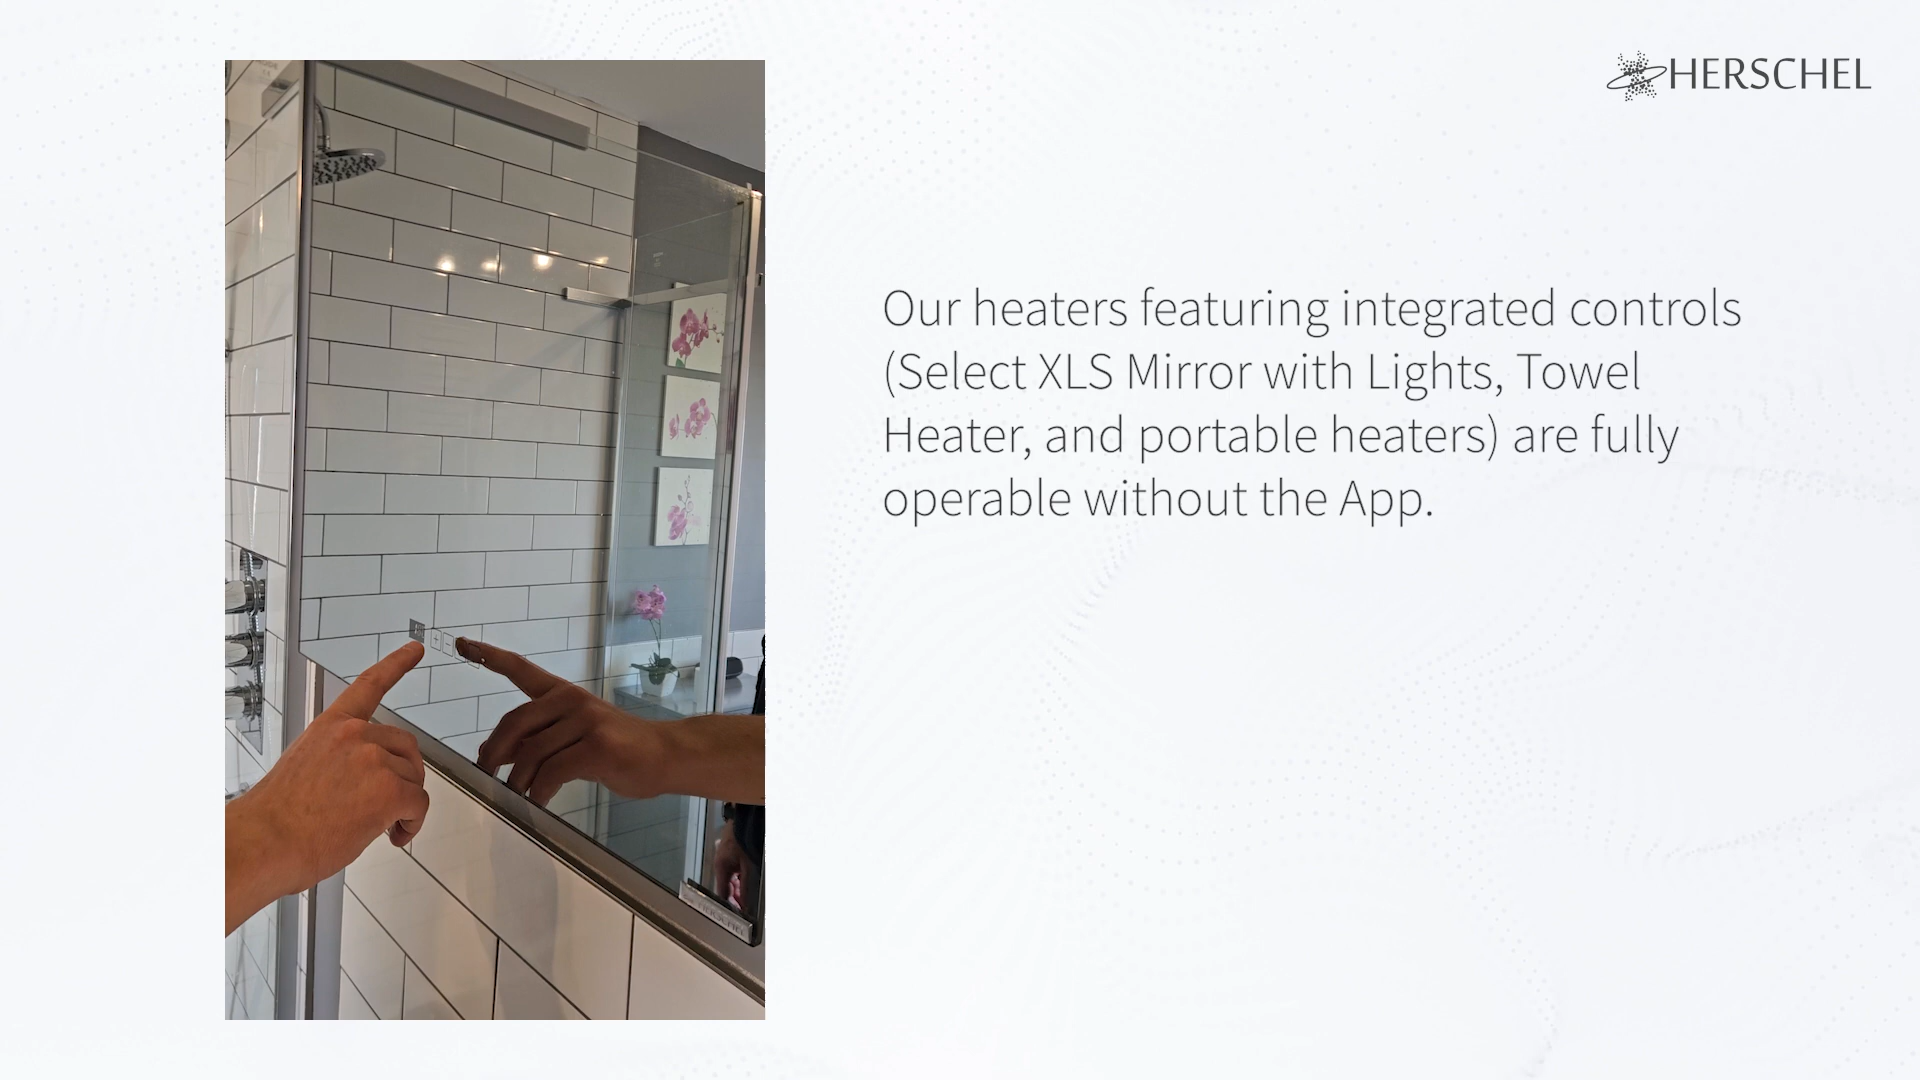 HERSCHEL
Our heaters featuring integrated controls
(Select XLS Mirror with Lights, Towel
Heater, and portable heaters) are fully
operable without the App.
HERSCHEL